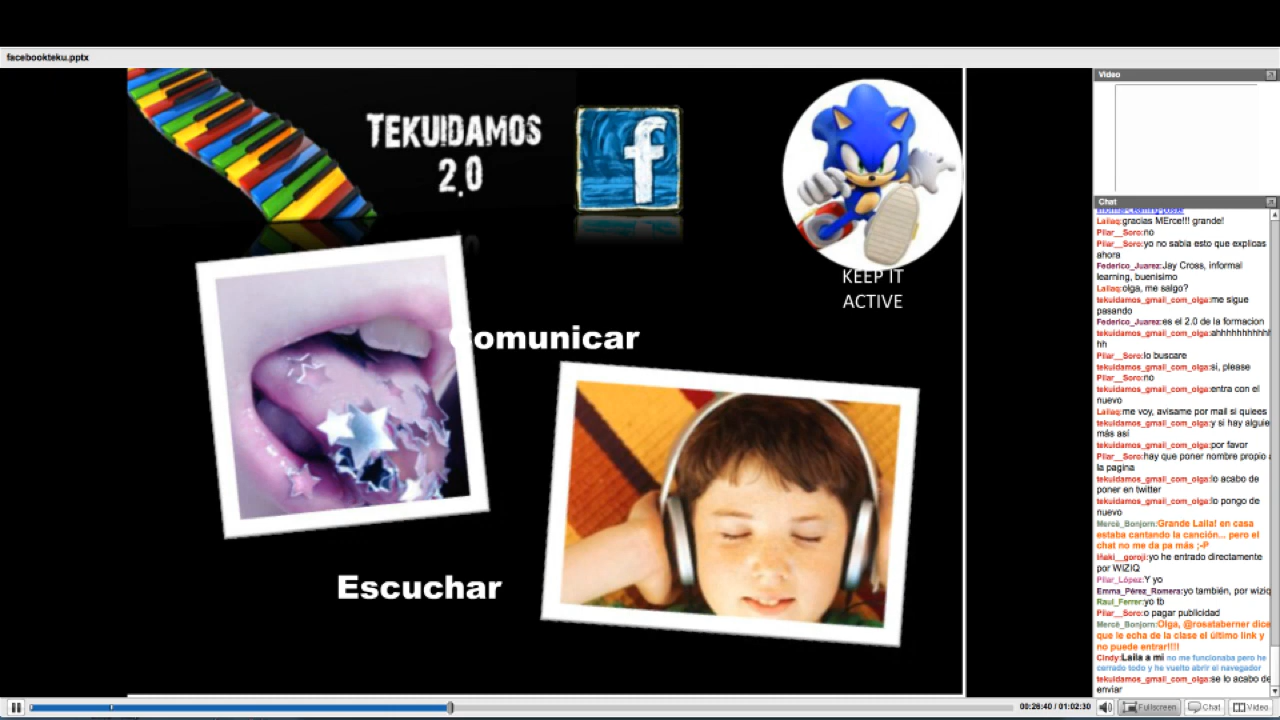 facebookteku.pptx
TEKUIDAMOS
2.0
f
KEEP IT
ACTIVE
omunicar
Escuchar
Video
Chat
Lailaq:gracias MErce!!! grande!
Pilar__Soro:no
Pilar__Soro:yo no sabia esto que explicas
ahora
Federico_Juarez:Jay Cross, informal
learning, buenisimo
Lailaq:olga, me salgo?
tekuidamos_gmail_com_olga:me sigue
pasando
Federico_Juarez:es el 2.0 de la formacion
tekuidamos_gmail_com_olga:ahhhhhhhhhhh
hh
Pilar__Soro:lo buscare
tekuidamos_gmail_com_olga:si, please
Pilar__Soro:no
tekuidamos_gmail_com_olga:entra con el
nuevo
Lailaq:me voy, avisame por mail si quiees
tekuidamos_gmail_com_olga:y si hay alguie
más así
tekuidamos_gmail_com_olga:por favor
Pilar__Soro:hay que poner nombre propio a
la pagina
tekuidamos_gmail_com_olga:lo acabo de
poner en twitter
tekuidamos_gmail_com_olga:lo pongo de
nuevo
Mercè_Bonjorn:Grande Laila! en casa
estaba cantando la canción... pero el
chat no me da pa más ;-P
Iñaki__goroji:yo he entrado directamente
por WIZIQ
Pilar_López:Y yo
Emma_Pérez_Romera:yo también, por wiziq
Raul_Ferrer:yo tb
Pilar__Soro:o pagar publicidad
Mercè_Bonjorn:Olga, @rosataberner dice
que le echa de la clase el último link y
no puede entrar!!!!
Cindy:Laila a mi no me funcionaba pero he
cerrado todo y he vuelto abrir el navegador
tekuidamos_gmail_com_olga:se lo acabo de
enviar
00:26:40 / 01:02:30
Fullscreen
Chat
Video